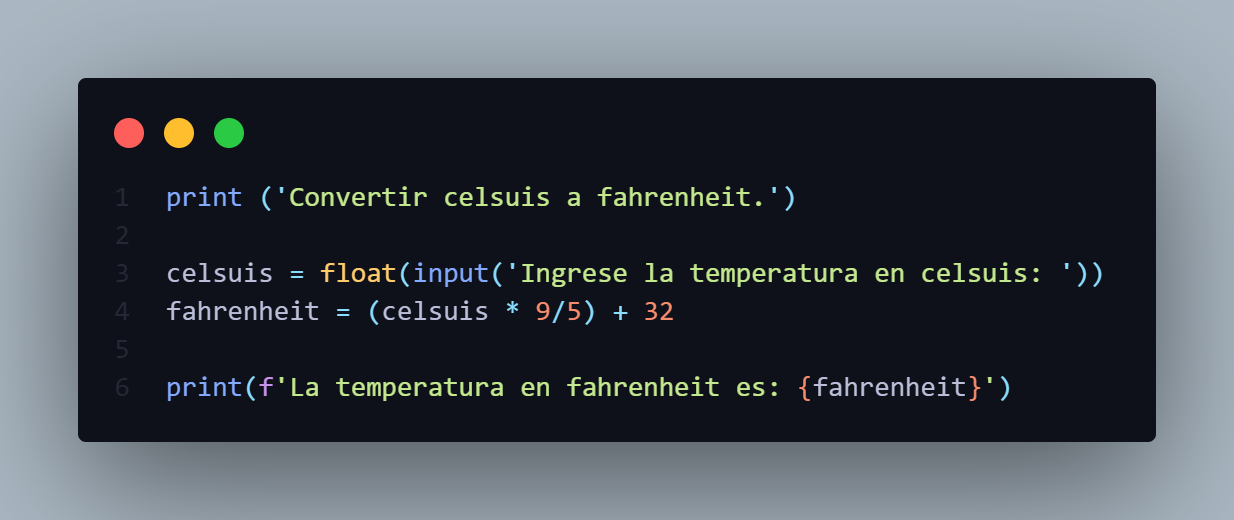 1 print ('Convertir celsuis a fahrenheit.')
2
3 celsuis = float(input('Ingrese la temperatura en celsuis: '))
4 fahrenheit = (celsuis * 9/5) + 32
5
6 print(f'La temperatura en fahrenheit es: {fahrenheit}')